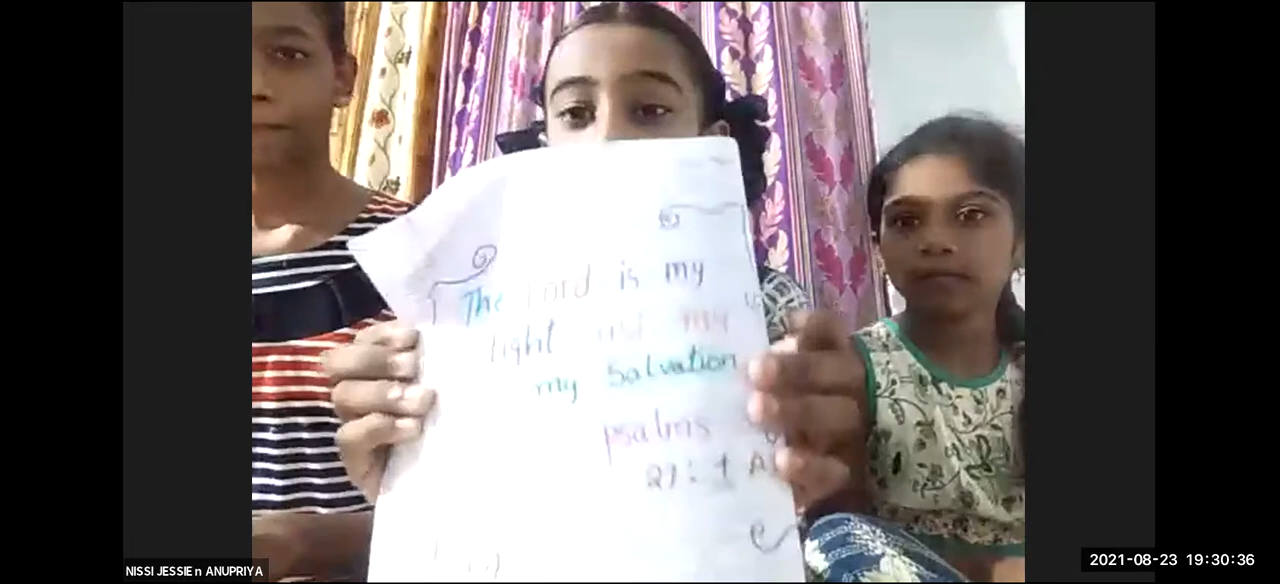 The Lord is my
light my
my Salvation
psalms
27:1
NISSI JESSIE n ANUPRIYA
2021-08-23 19:30:36